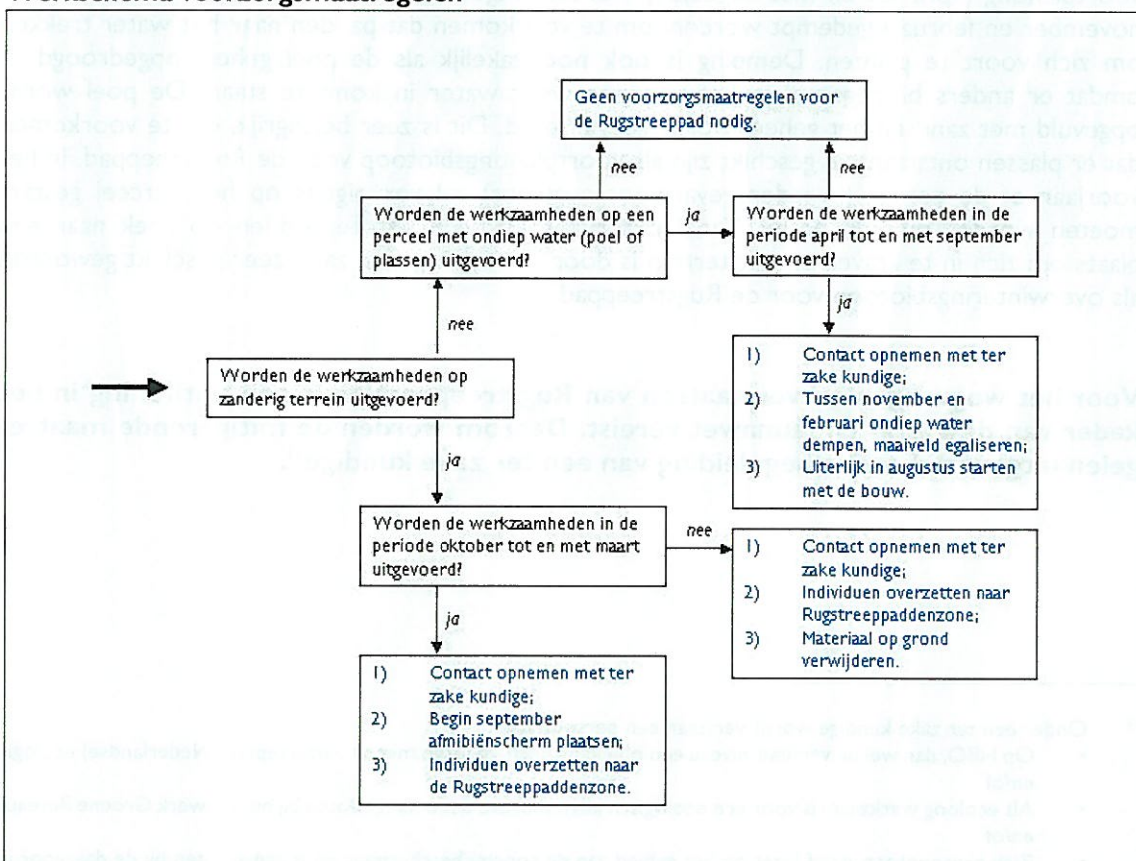 Werkschema voorzorgsmaatregelen
Geen voorzorgsmaatregelen voor
de Rugstreeppad nodig.
nee
nee
Worden de werkzaamheden op een
perceel met ondiep water (poel of
plassen) uitgevoerd?
ja
Worden de werkzaamheden in de
periode april tot en met september
uitgevoerd?
nee
ja
Worden de werkzaamheden op
zanderig terrein uitgevoerd?
1) Contact opnemen met ter
zake kundige;
2) Tussen november en
februari ondiep water
dempen, maaiveld egaliseren;
3) Uiterlijk in augustus starten
met de bouw.
ja
Worden de werkzaamheden in de
periode oktober tot en met maart
uitgevoerd?
nee
1) Contact opnemen met ter
zake kundige;
2) Individuen overzetten naar
Rugstreeppaddenzone;
3) Materiaal op grond
verwijderen.
ja
1) Contact opnemen met ter
zake kundige;
2) Begin september
afmibiënscherm plaatsen;
3) Individuen overzetten naar
de Rugstreeppaddenzone.